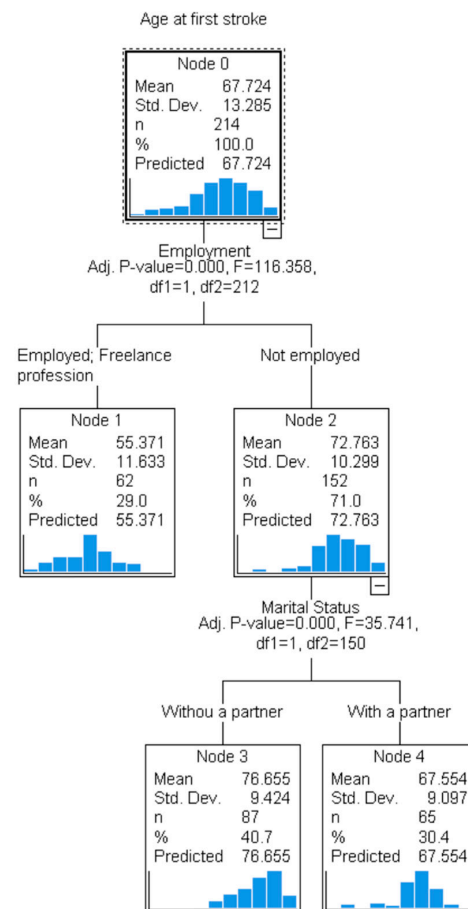 Age at first stroke
Node 0
Mean 67.724
Std. Dev. 13.285
n 214
% 100.0
Predicted 67.724
Employment
Adj. P-value=0.000, F=116.358,
df1=1, df2=212
Employed; Freelance
profession
Not employed
Node 1
Mean 55.371
Std. Dev. 11.633
n 62
% 29.0
Predicted 55.371
Node 2
Mean 72.763
Std. Dev. 10.299
n 152
% 71.0
Predicted 72.763
Marital Status
Adj. P-value=0.000, F=35.741,
df1=1, df2=150
Withou a partner
With a partner
Node 3
Mean 76.655
Std. Dev. 9.424
n 87
% 40.7
Predicted 76.655
Node 4
Mean 67.554
Std. Dev. 9.097
n 65
% 30.4
Predicted 67.554